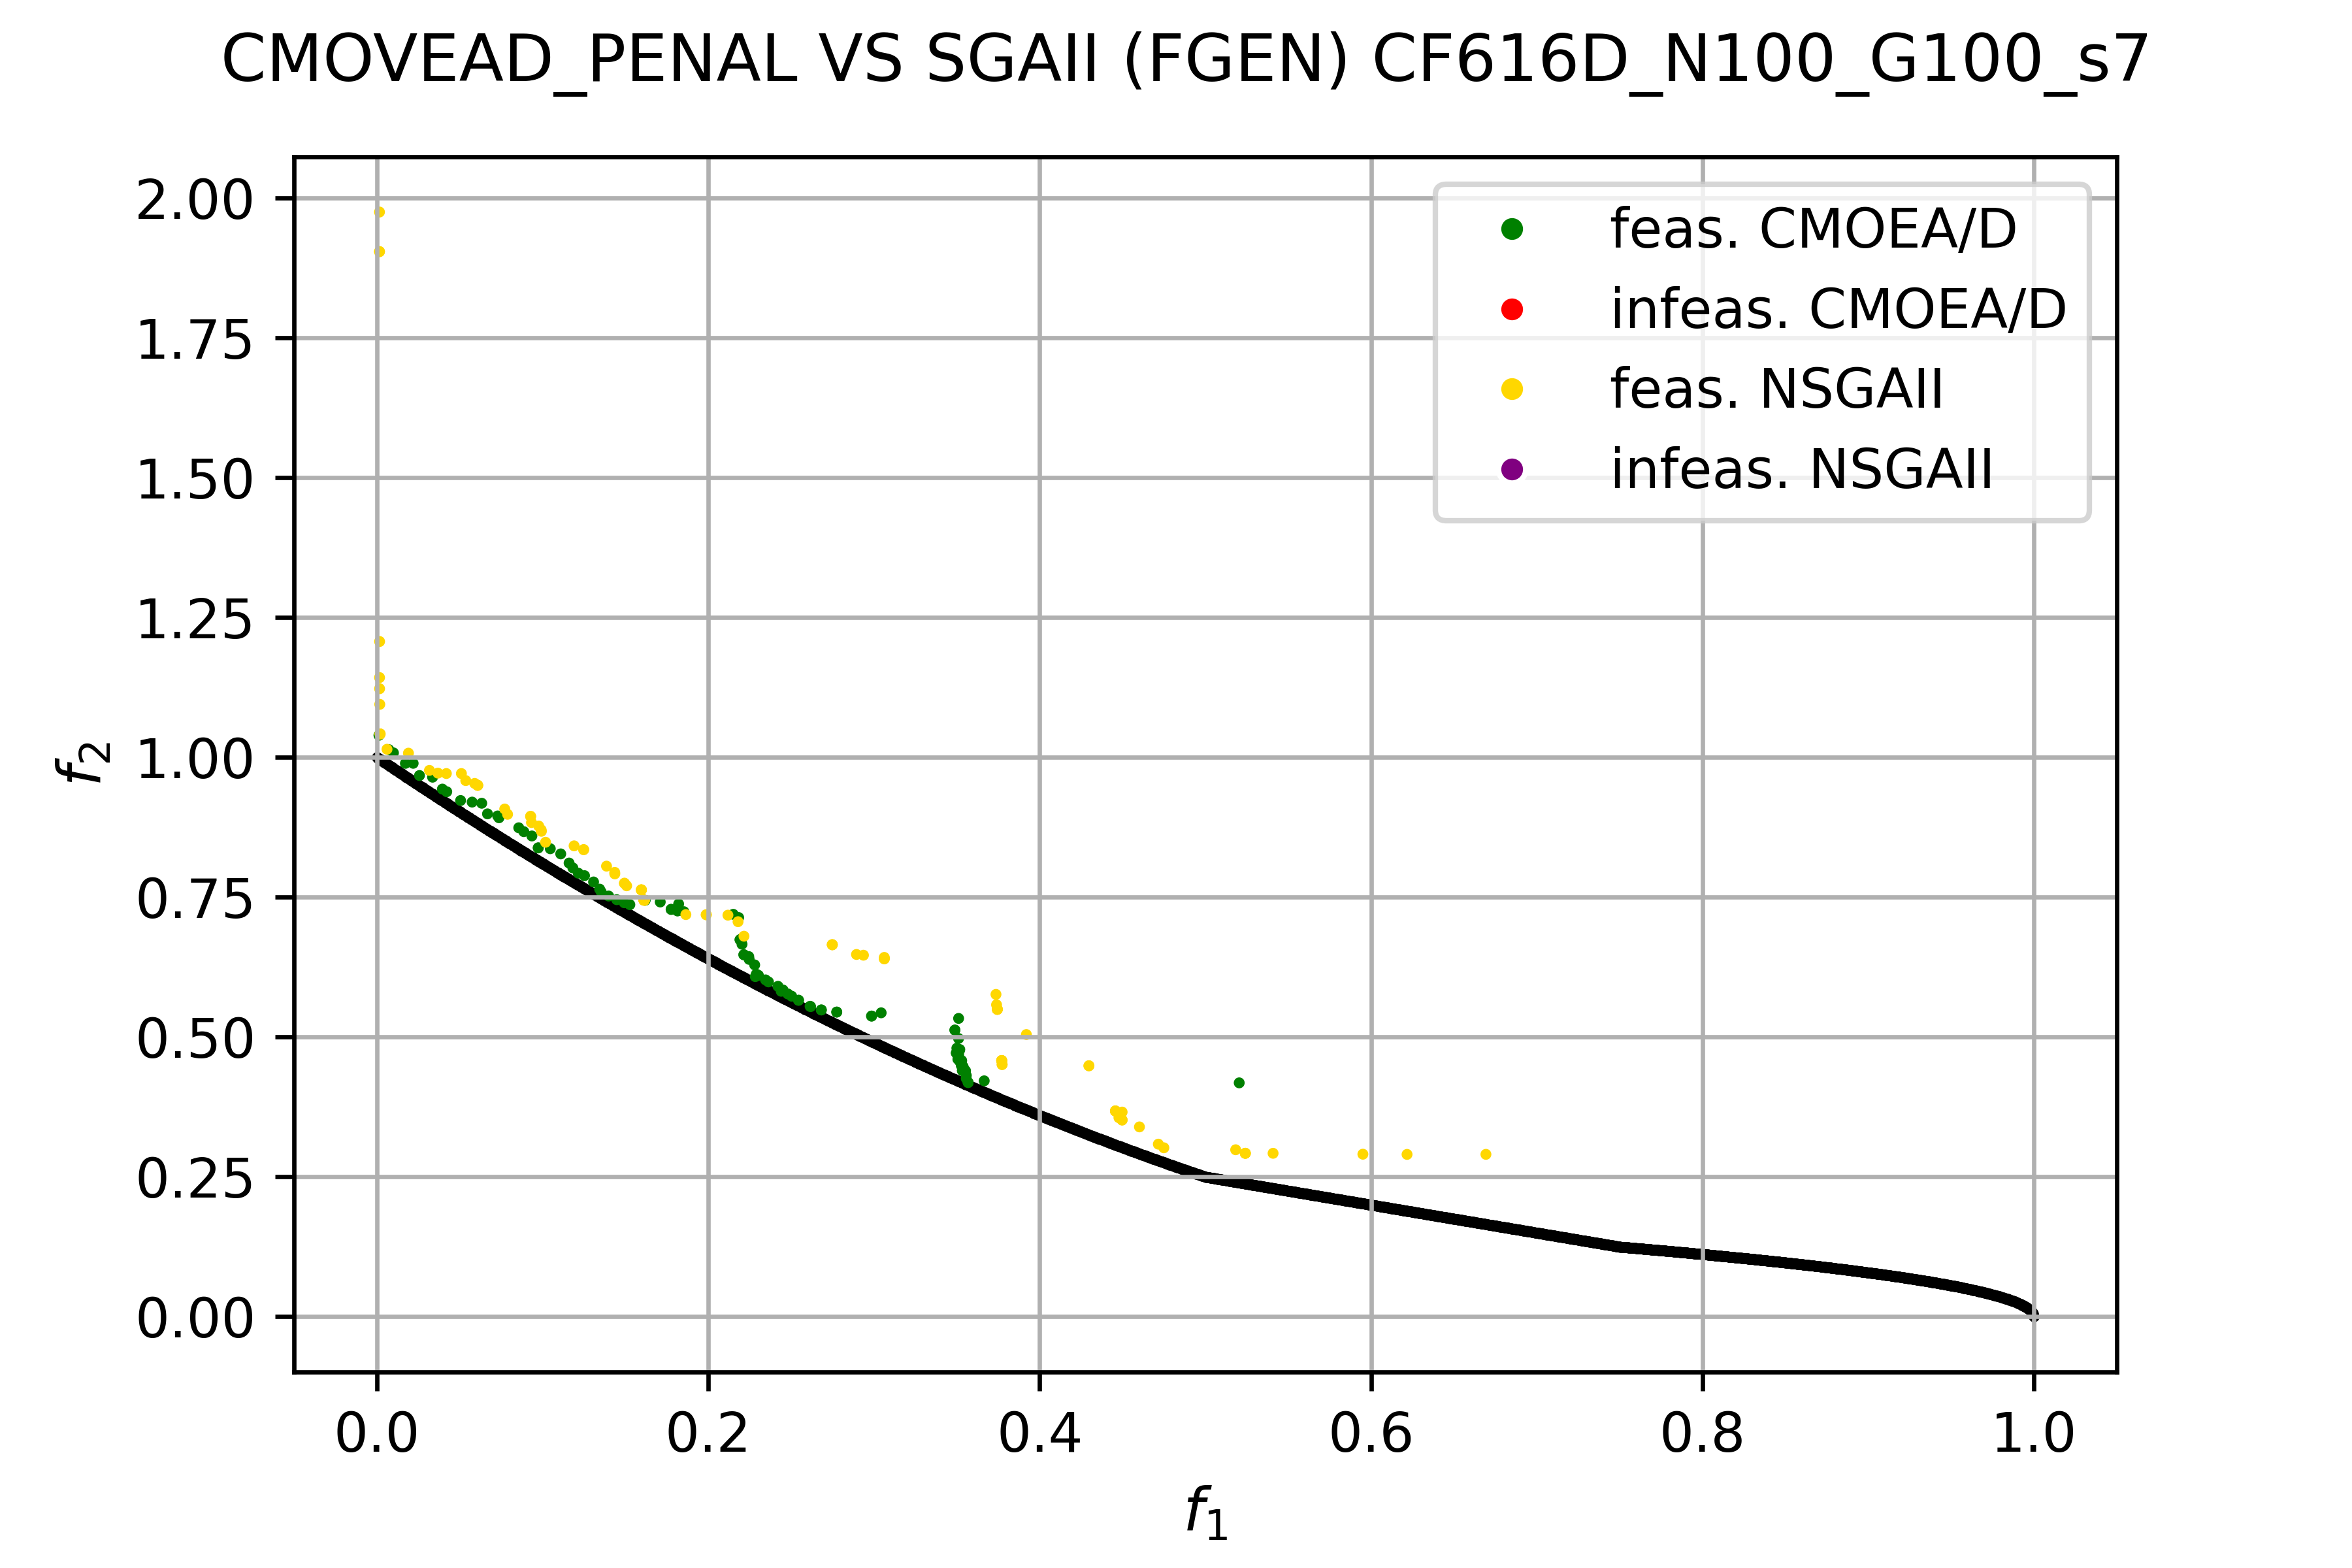 CMOVEAD_PENAL VS SGAII (FGEN) CF616D_N100_G100_s7
2.00
1.75
1.50
1.25
1.00
0.75
0.50
0.25
0.00
f2
feas. CMOEA/D
infeas. CMOEA/D
feas. NSGAII
infeas. NSGAII
0.0 0.2 0.4 0.6 0.8 1.0
f1